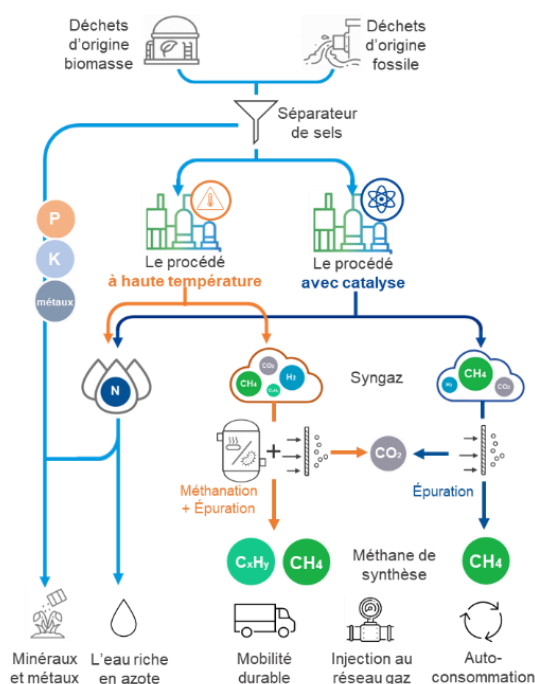 Déchets
d'origine
biomasse
Déchets
d'origine
fossile
Séparateur
de sels
P
K
métaux
Le procédé
à haute température
Le procédé
avec catalyse
N
CO₂
H₂
CH₄
CₓHᵧ
Syngaz
CH₄
H₂
CO₂
+
CO₂
Méthanation
+ Épuration
Épuration
CxHy
CH4
Méthane de
synthèse
CH4
Minéraux
et métaux
L'eau riche
en azote
Mobilité
durable
Injection au
réseau gaz
Auto-
consommation